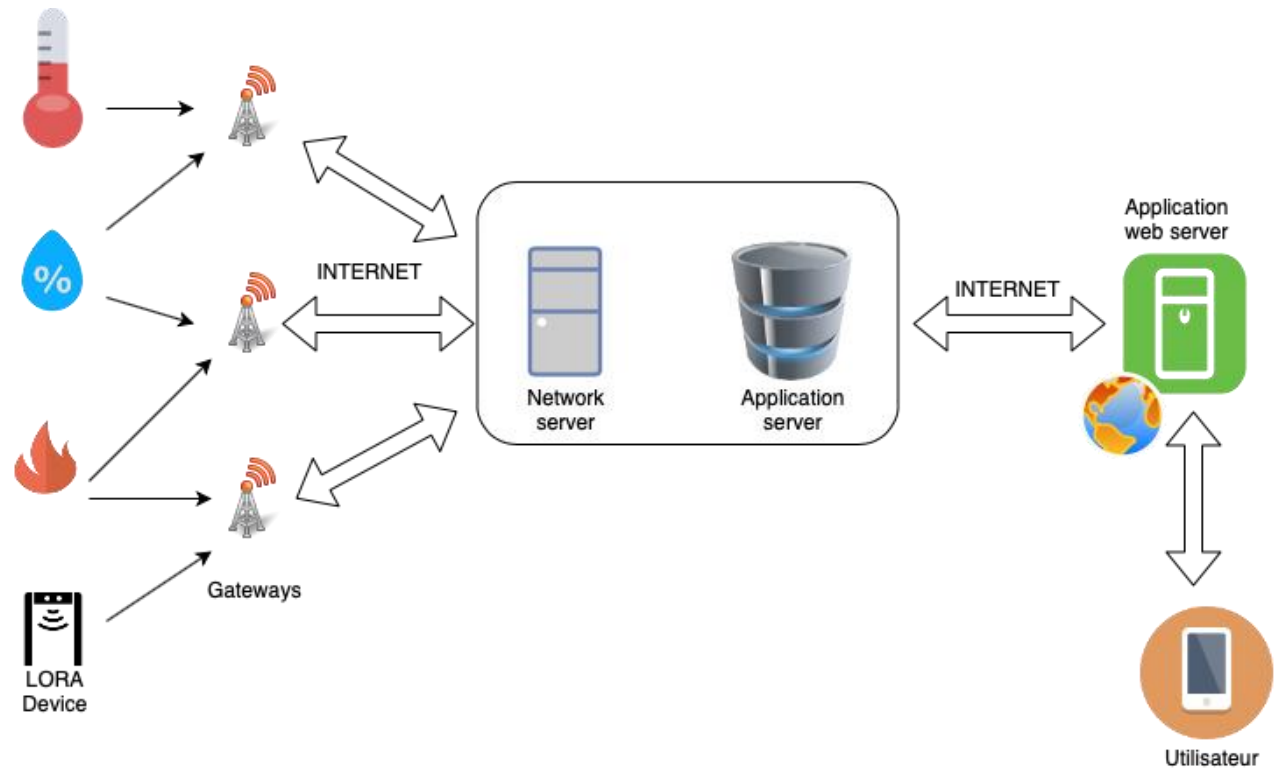 %
INTERNET
Network
server
Application
server
INTERNET
Application
web server
Gateways
LORA
Device
Utilisateur